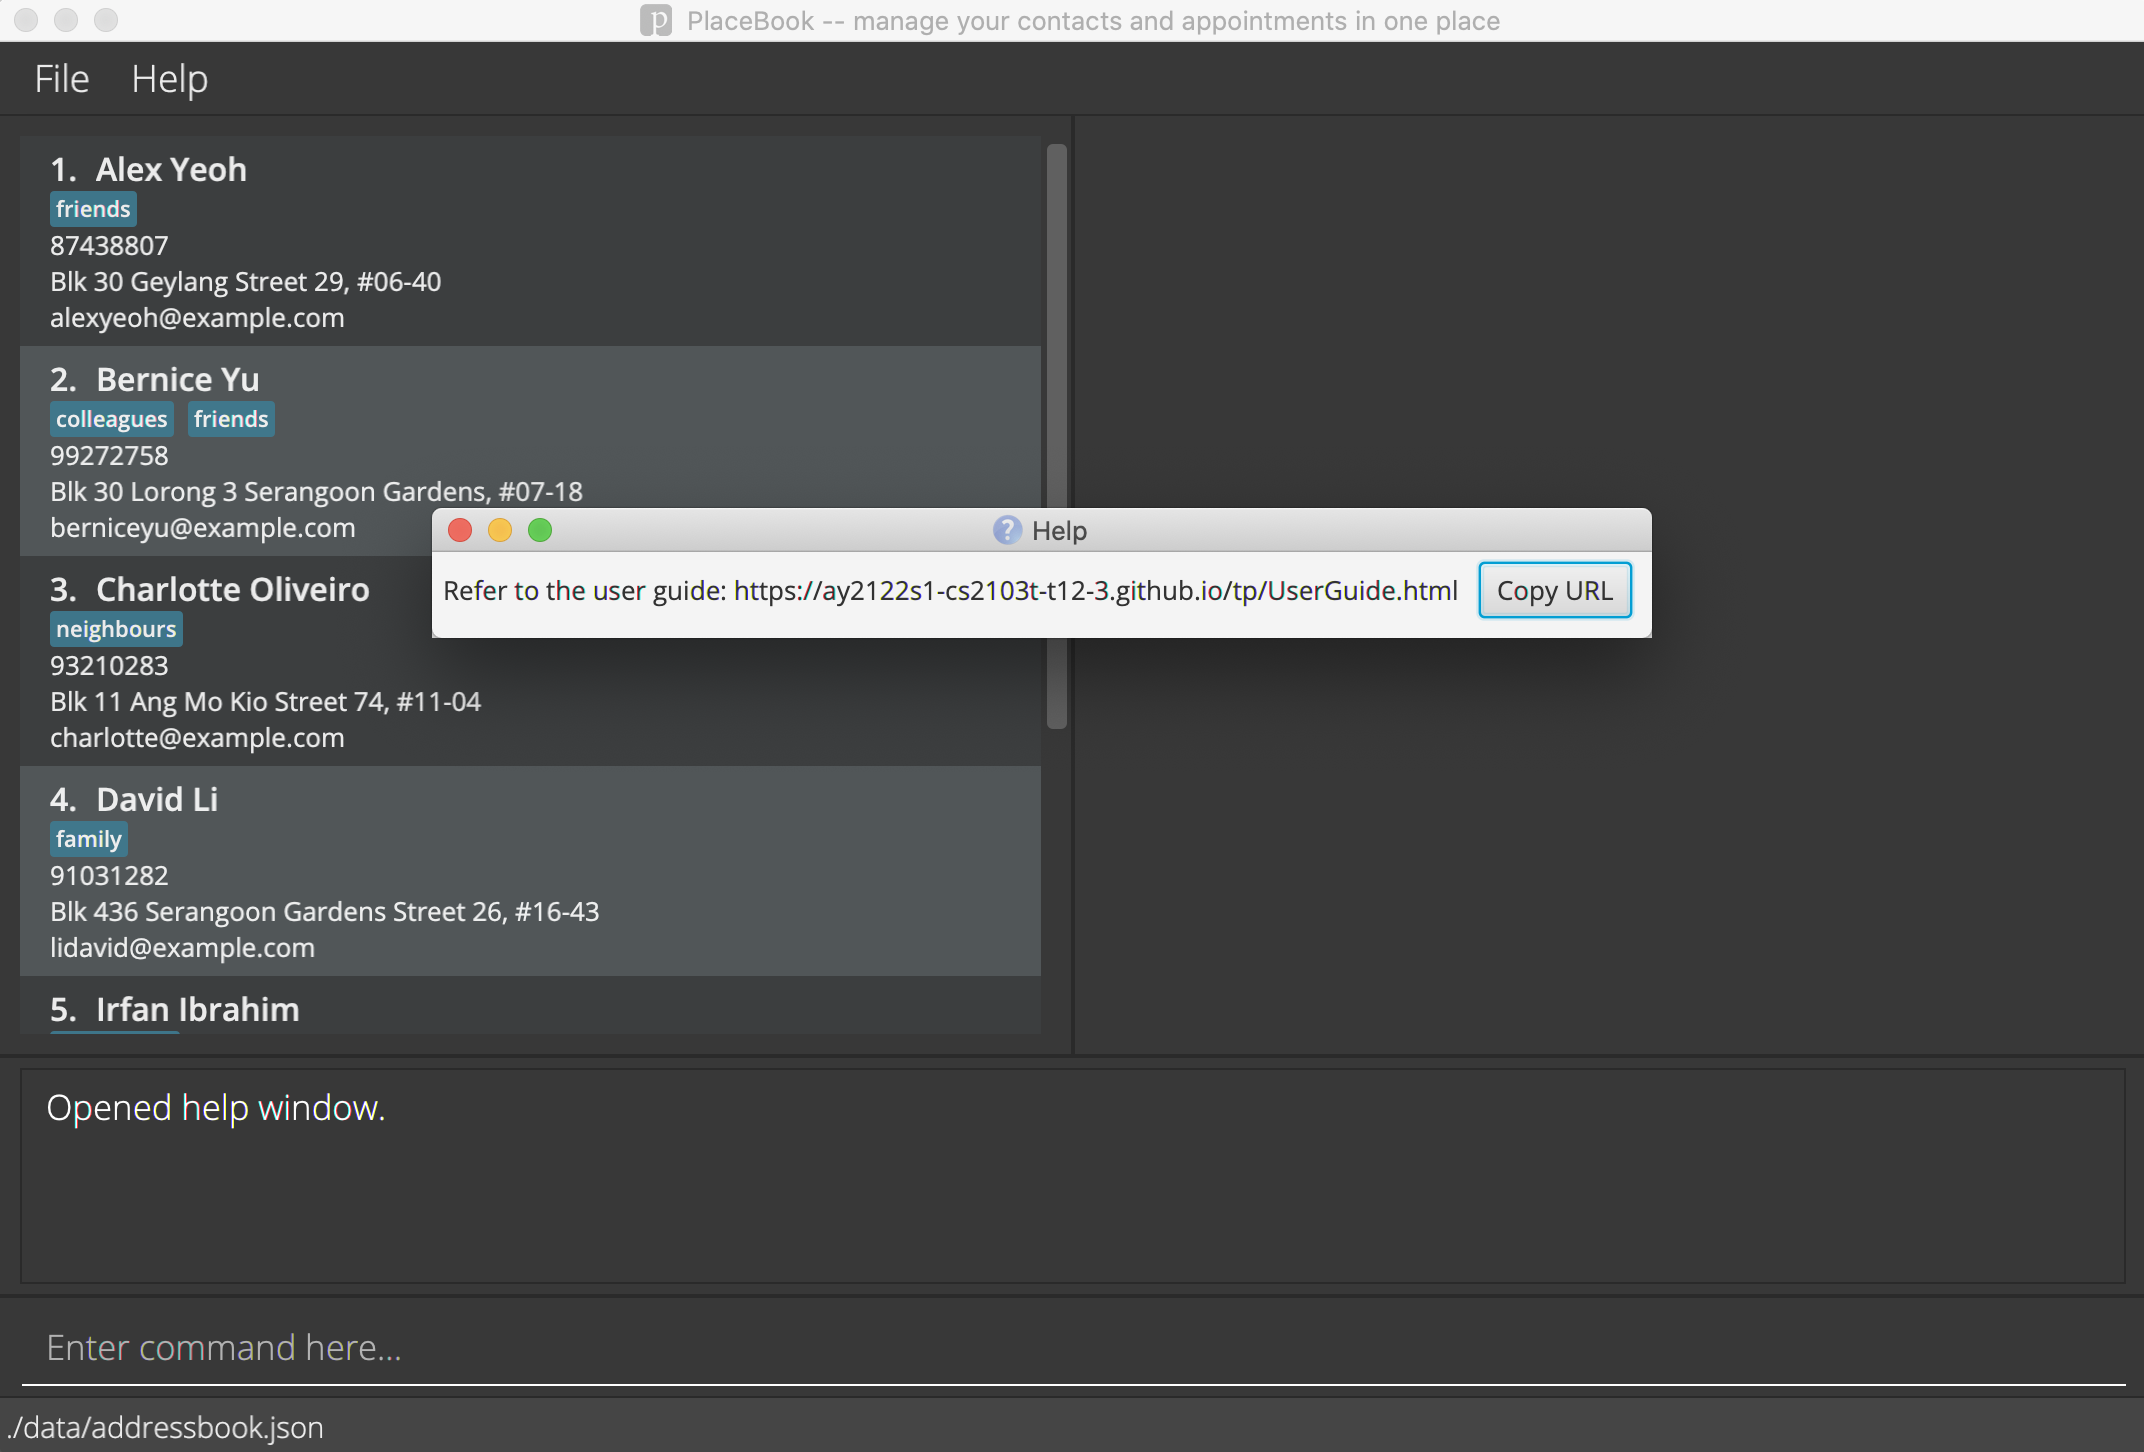 PlaceBook -- manage your contacts and appointments in one place
File Help
1. Alex Yeoh
friends
87438807
Blk 30 Geylang Street 29, #06-40
alexyeoh@example.com
2. Bernice Yu
colleagues friends
99272758
Blk 30 Lorong 3 Serangoon Gardens, #07-18
berniceyu@example.com
Help
Refer to the user guide: https://ay2122s1-cs2103t-t12-3.github.io/tp/UserGuide.html Copy URL
3. Charlotte Oliveiro
neighbours
93210283
Blk 11 Ang Mo Kio Street 74, #11-04
charlotte@example.com
4. David Li
family
91031282
Blk 436 Serangoon Gardens Street 26, #16-43
lidavid@example.com
5. Irfan Ibrahim
Opened help window.
Enter command here...
./data/addressbook.json